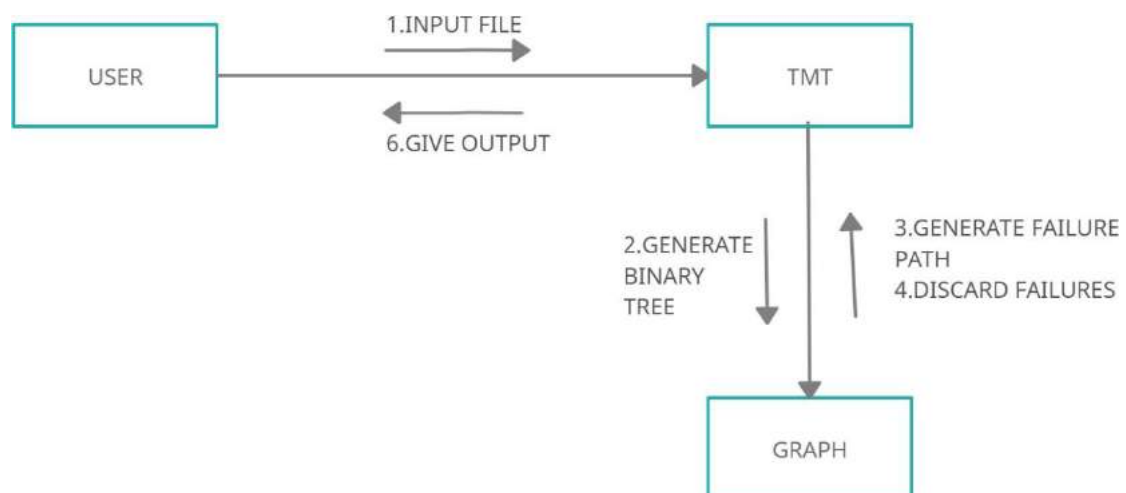 1.INPUT FILE
USER
TMT
6.GIVE OUTPUT
2.GENERATE
BINARY
TREE
3.GENERATE FAILURE
PATH
4.DISCARD FAILURES
GRAPH